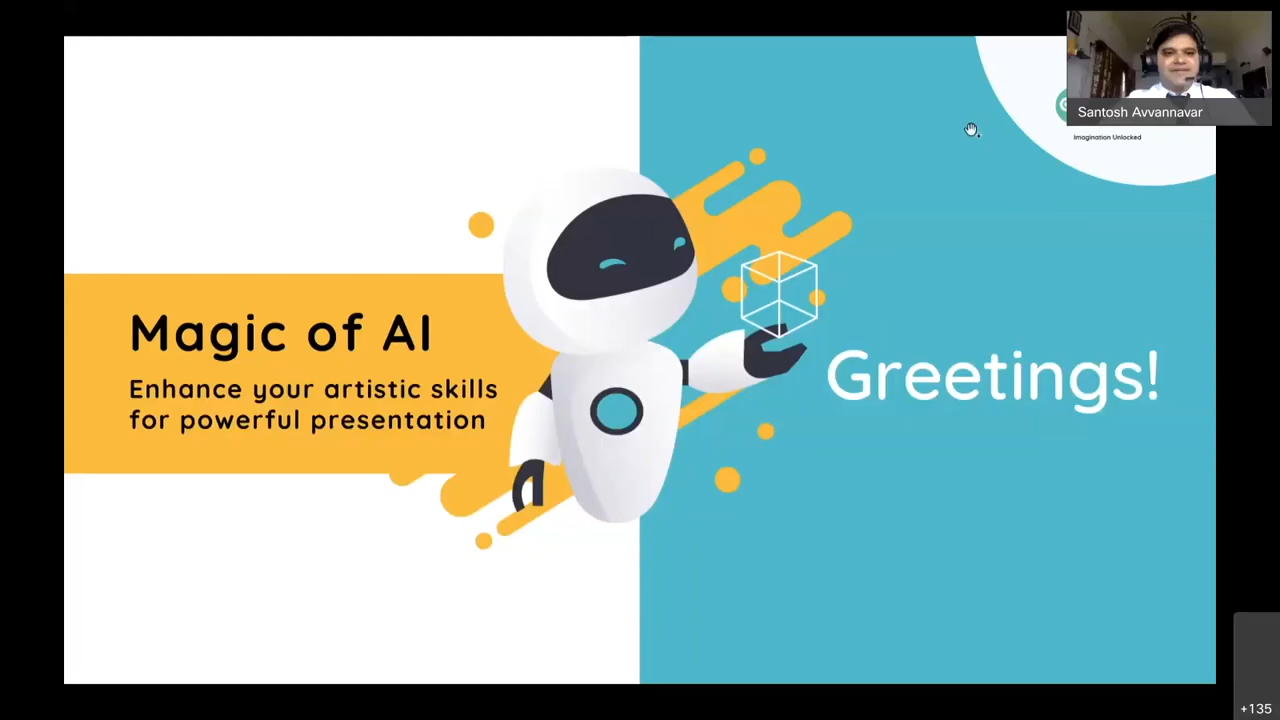 Santosh Avvannavar
Imagination Unlocked
Magic of AI
Enhance your artistic skills
for powerful presentation
Greetings!
+135